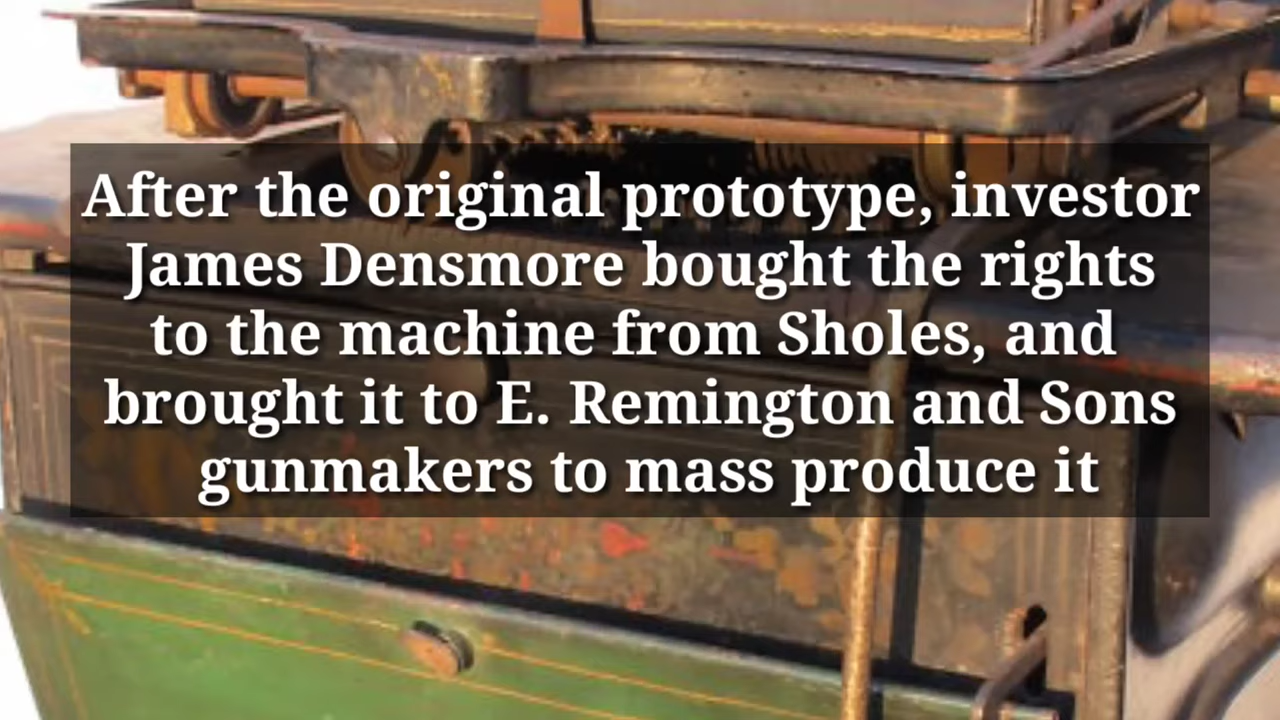 After the original prototype, investor
James Densmore bought the rights
to the machine from Sholes, and
brought it to E. Remington and Sons
gunmakers to mass produce it